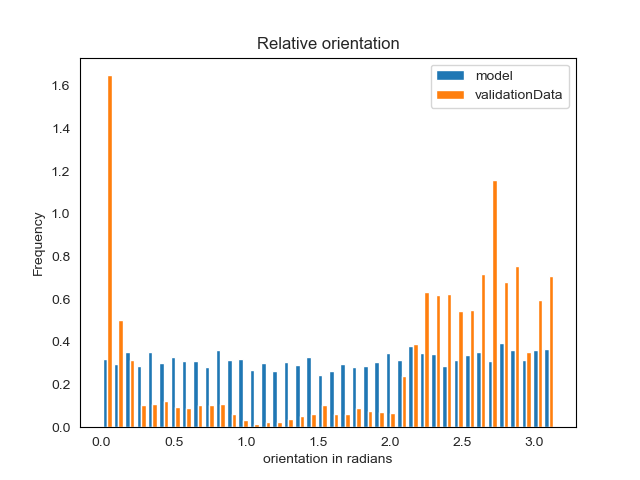 Relative orientation
model
validationData
Frequency
1.6
1.4
1.2
1.0
0.8
0.6
0.4
0.2
0.0
0.0 0.5 1.0 1.5 2.0 2.5 3.0
orientation in radians